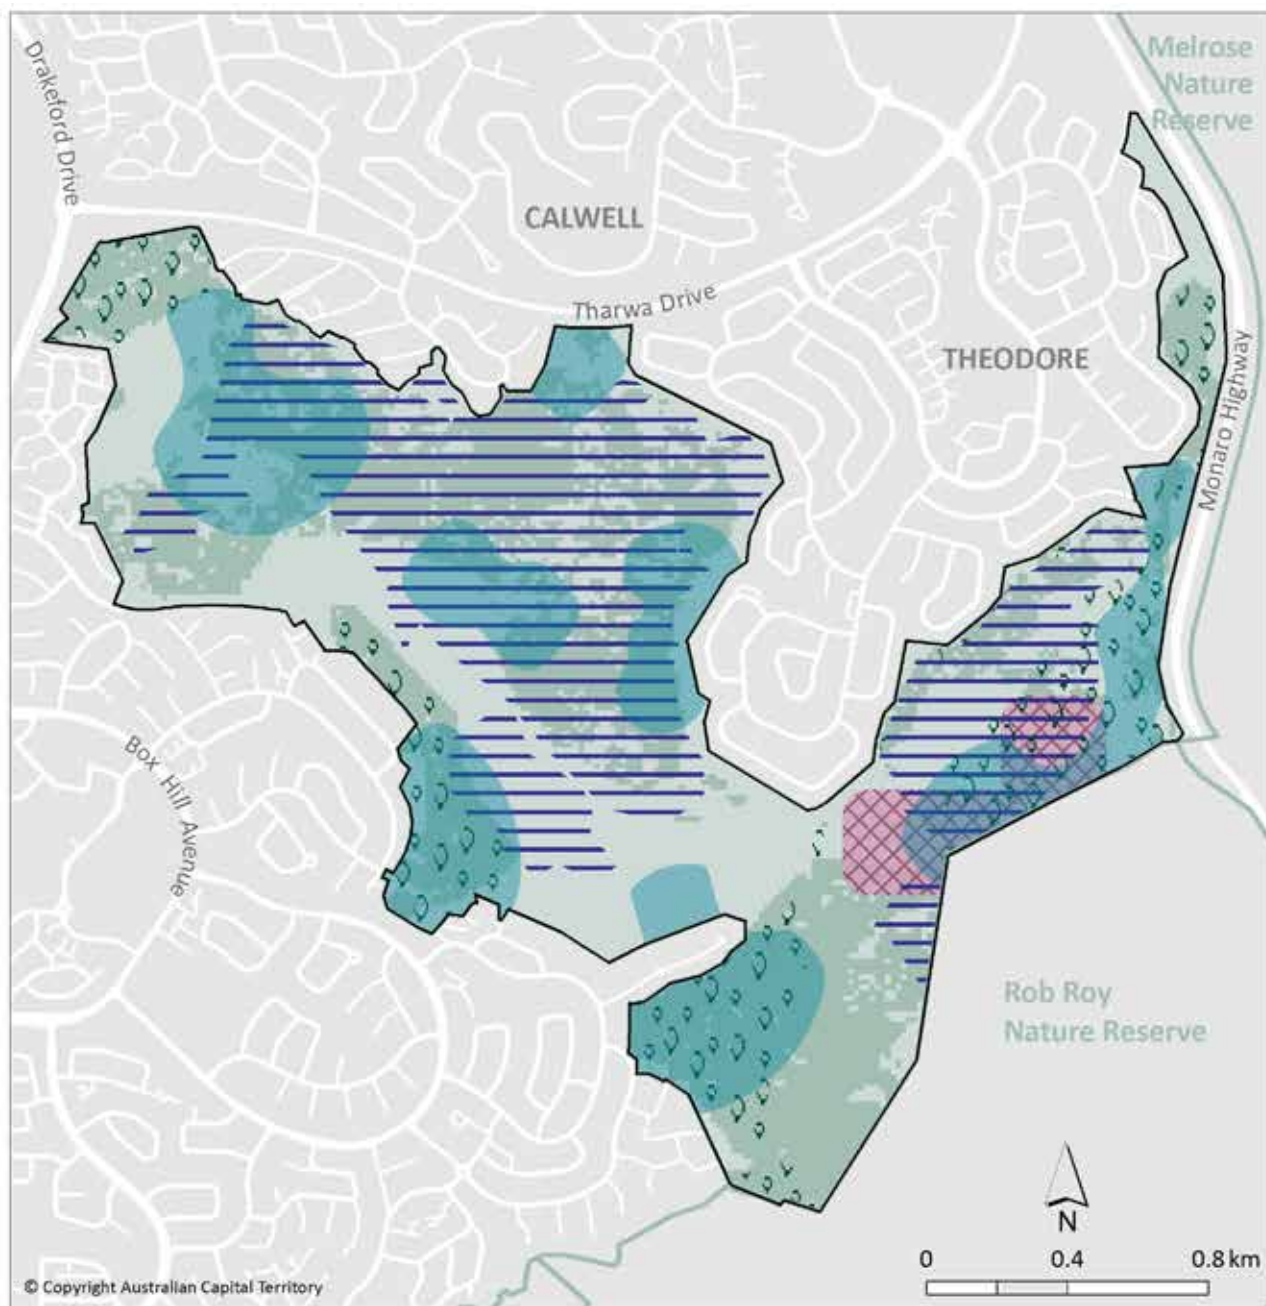 Drakeford Drive
Melrose
Nature
Reserve
CALWELL
Tharwa Drive
THEODORE
Monaro Highway
Box Hill Avenue
Rob Roy
Nature Reserve
N
0 0.4 0.8 km
© Copyright Australian Capital Territory